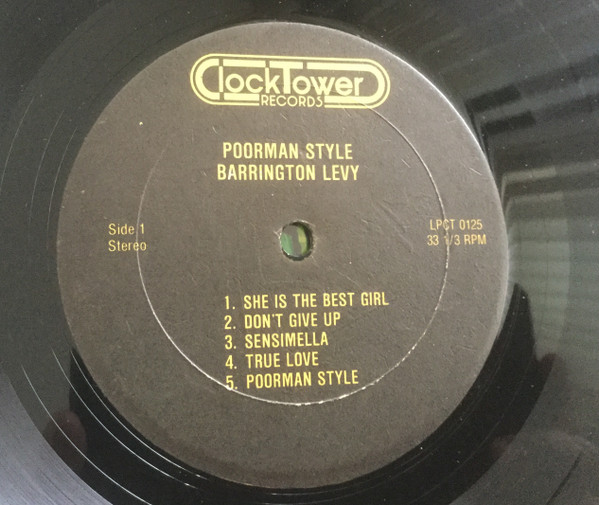 ClockTower
RECORDS
POORMAN STYLE
BARRINGTON LEVY
Side 1
Stereo
LPCT 0125
33 1/3 RPM
1. SHE IS THE BEST GIRL
2. DON'T GIVE UP
3. SENSIMELLA
4. TRUE LOVE
5. POORMAN STYLE